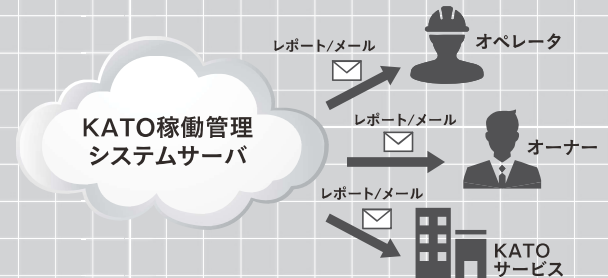 レポート/メール
オペレータ
KATO稼働管理
システムサーバ
レポート/メール
オーナー
レポート/メール
KATO
サービス